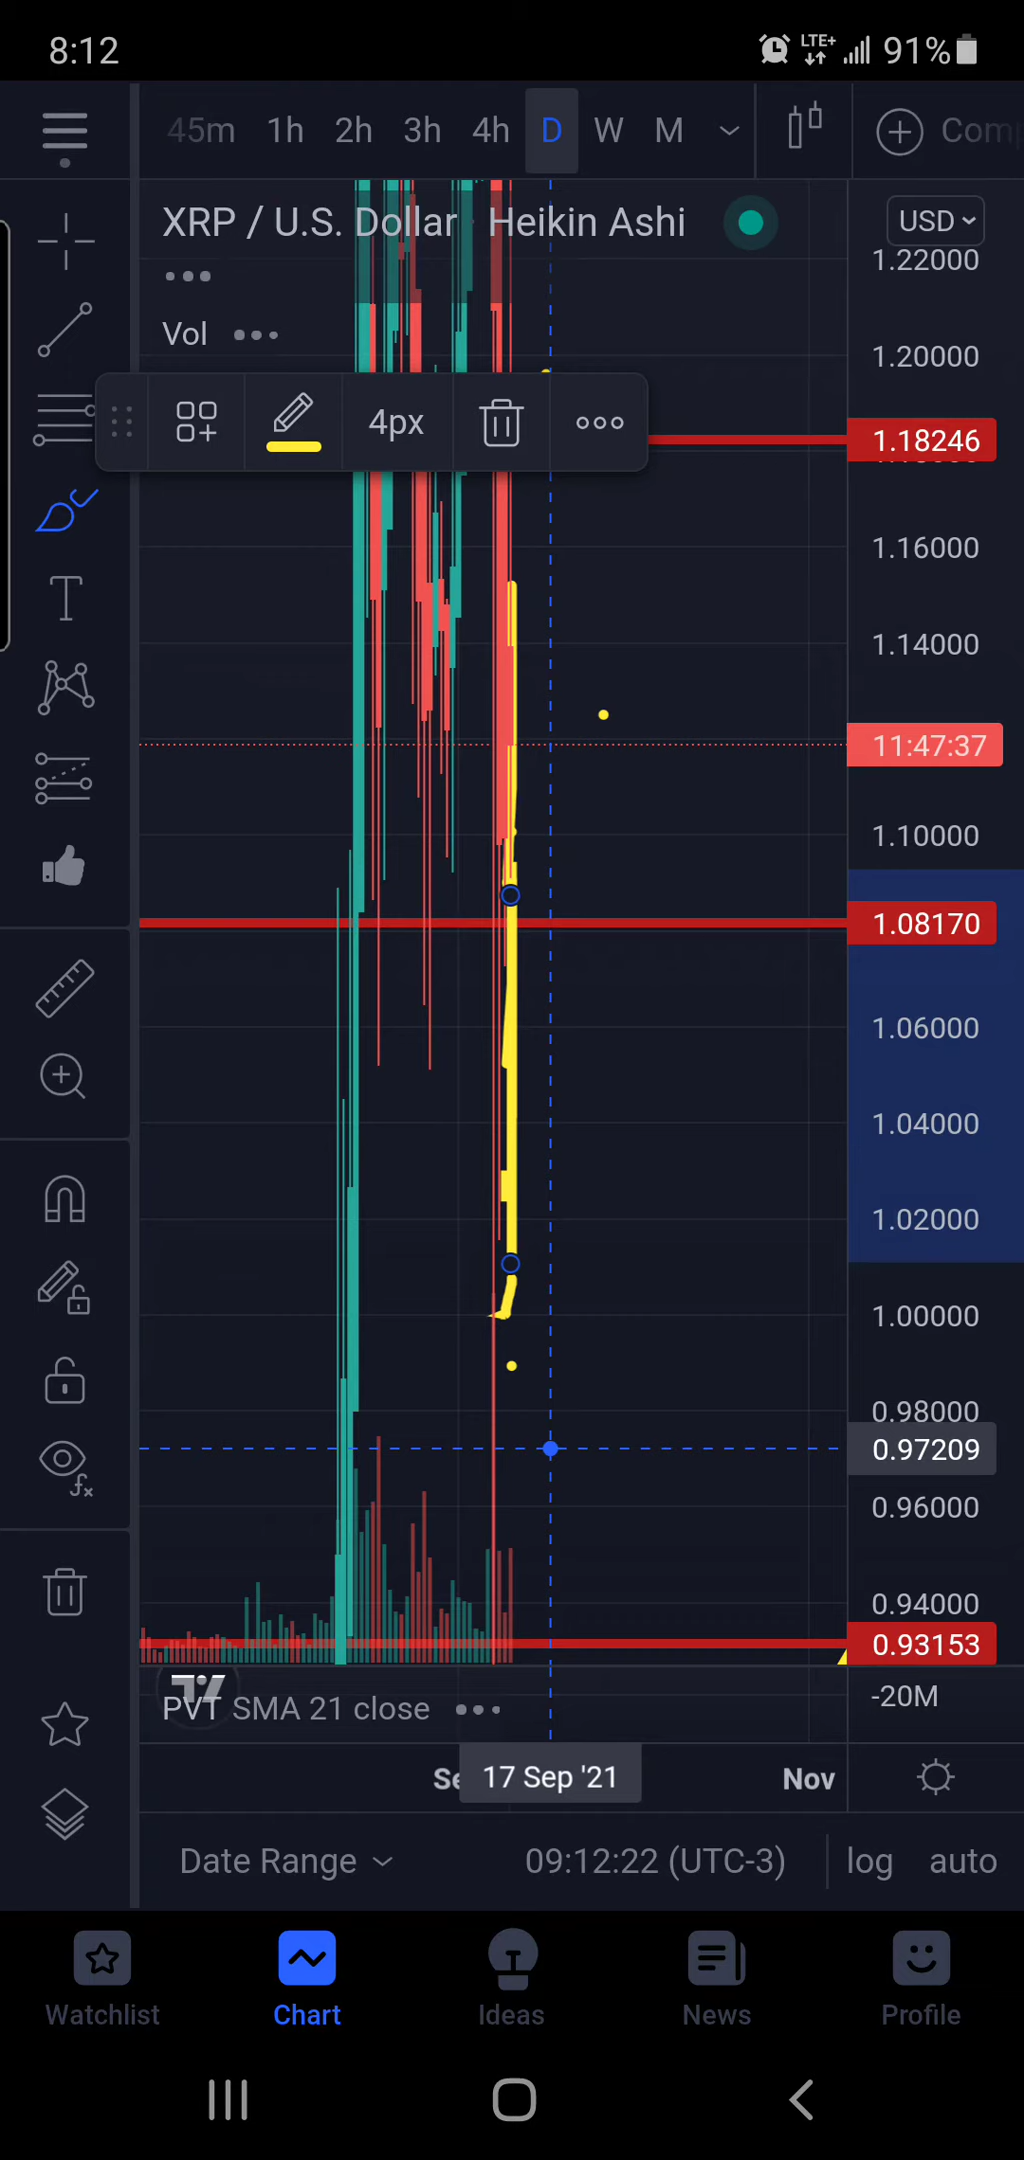 8:12 LTE+ 91%
45m 1h 2h 3h 4h D W M Com
XRP / U.S. Dollar Heikin Ashi USD
1.22000
Vol
1.20000
4px
1.18246
1.16000
1.14000
11:47:37
1.10000
1.08170
1.06000
1.04000
1.02000
1.00000
0.98000
0.97209
0.96000
0.94000
0.93153
-20M
PVT SMA 21 close
Se 17 Sep '21 Nov
Date Range 09:12:22 (UTC-3) log auto
Watchlist Chart Ideas News Profile